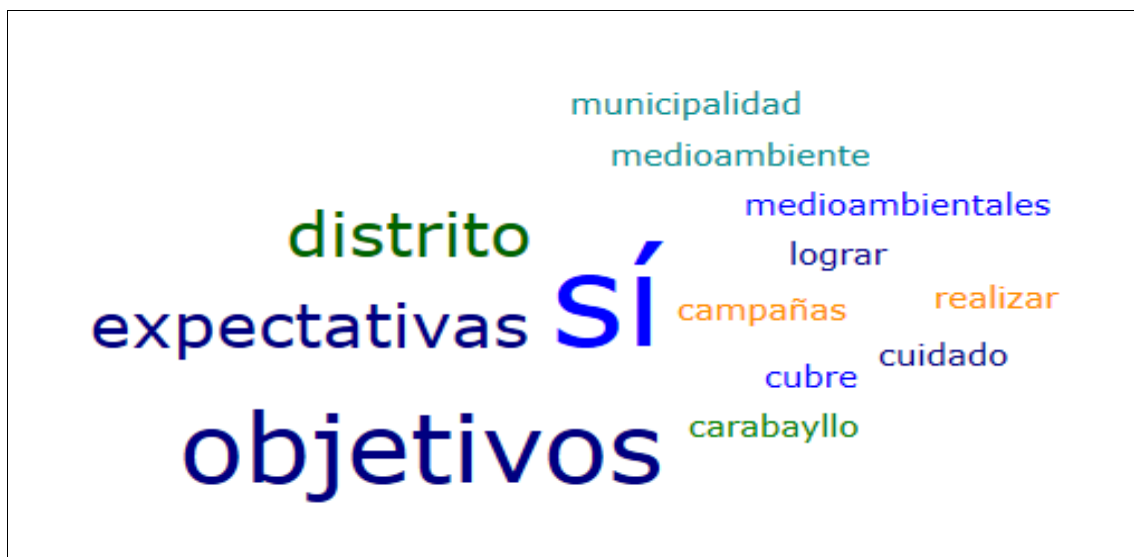 municipalidad
medioambiente
medioambientales
distrito
lograr
sí
expectativas
campañas
realizar
cuidado
cubre
carabayllo
objetivos